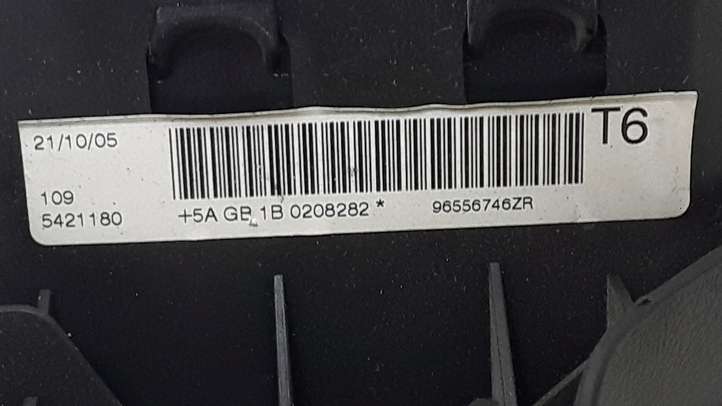 21/10/05
T6
109
5421180
+5A GB 1B 0208282 *
96556746ZR